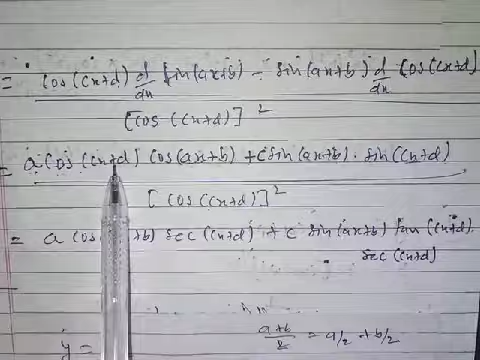 = cos(cx+d) d/dx sin(ax+b) - sin(ax+b) d/dx cos(cx+d)
[cos (cx+d)]²
= a cos (cx+d) cos(ax+b) + c sin(ax+b) . sin(cx+d)
[cos(cx+d)]²
= a cos +b) sec(cx+d) + c sin(ax+b) tan(cx+d).
sec(cx+d)
y = a+b/2 = a/2 + b/2